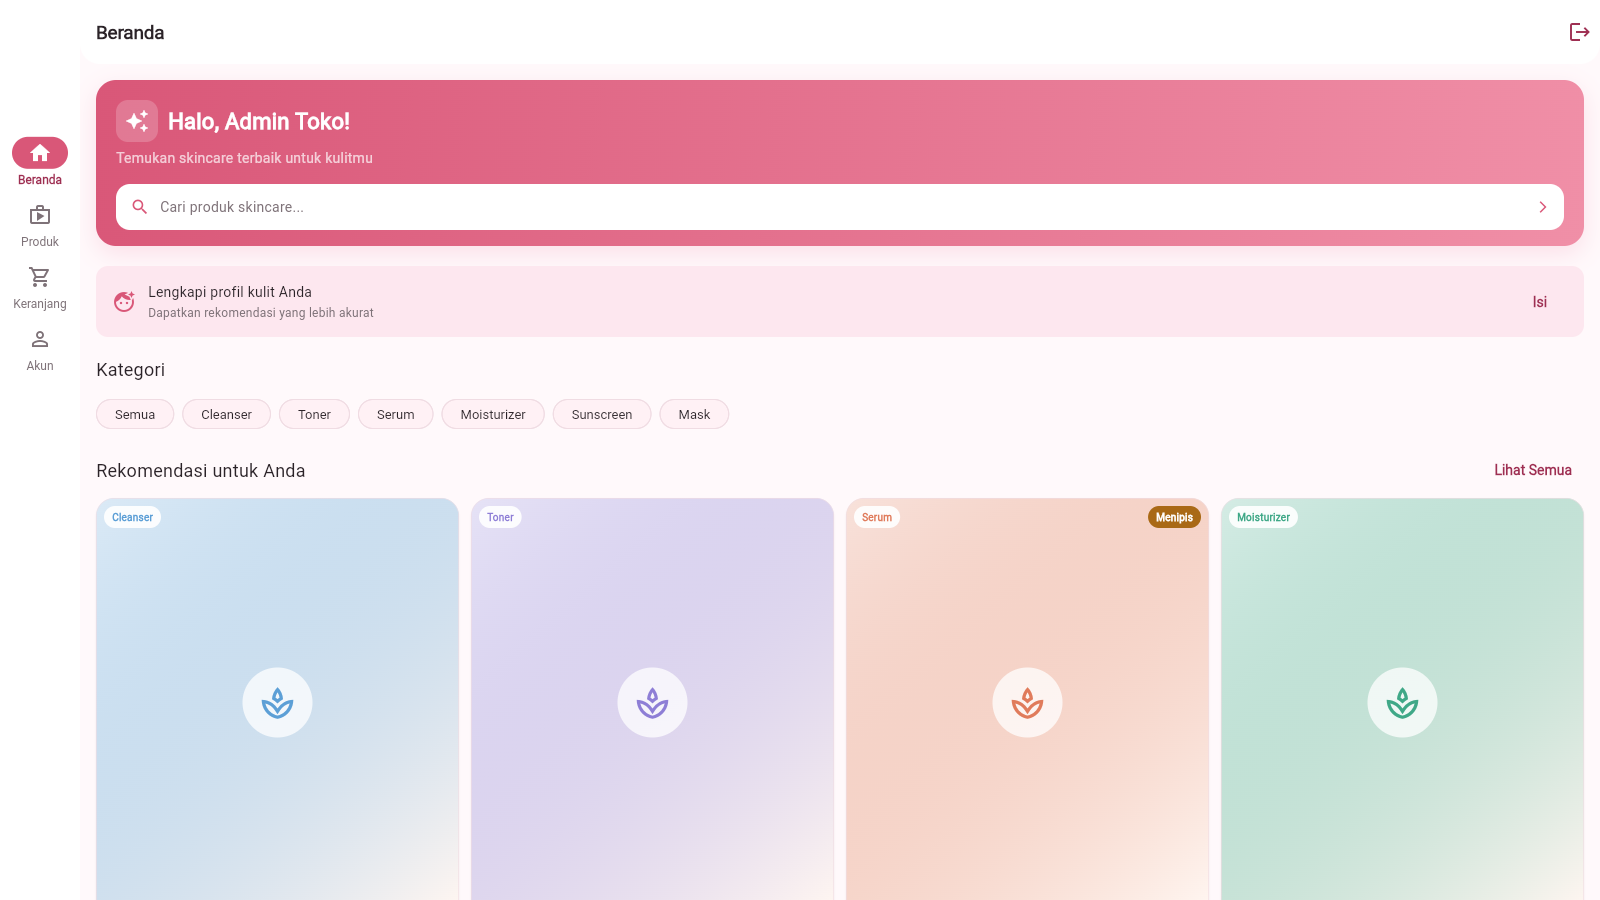 Beranda
Beranda
Produk
Keranjang
Akun
Halo, Admin Toko!
Temukan skincare terbaik untuk kulitmu
Cari produk skincare...
Lengkapi profil kulit Anda
Dapatkan rekomendasi yang lebih akurat
Isi
Kategori
Semua
Cleanser
Toner
Serum
Moisturizer
Sunscreen
Mask
Rekomendasi untuk Anda
Lihat Semua
Cleanser
Toner
Serum
Menipis
Moisturizer